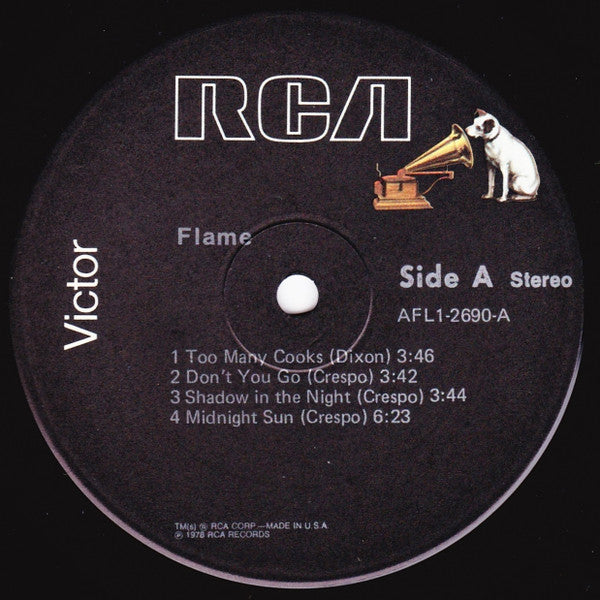 RCA
Victor
Flame
Side A Stereo
AFL1-2690-A
1 Too Many Cooks (Dixon) 3:46
2 Don't You Go (Crespo) 3:42
3 Shadow in the Night (Crespo) 3:44
4 Midnight Sun (Crespo) 6:23
TM(s) ® RCA CORP—MADE IN U.S.A.
℗ 1978 RCA RECORDS